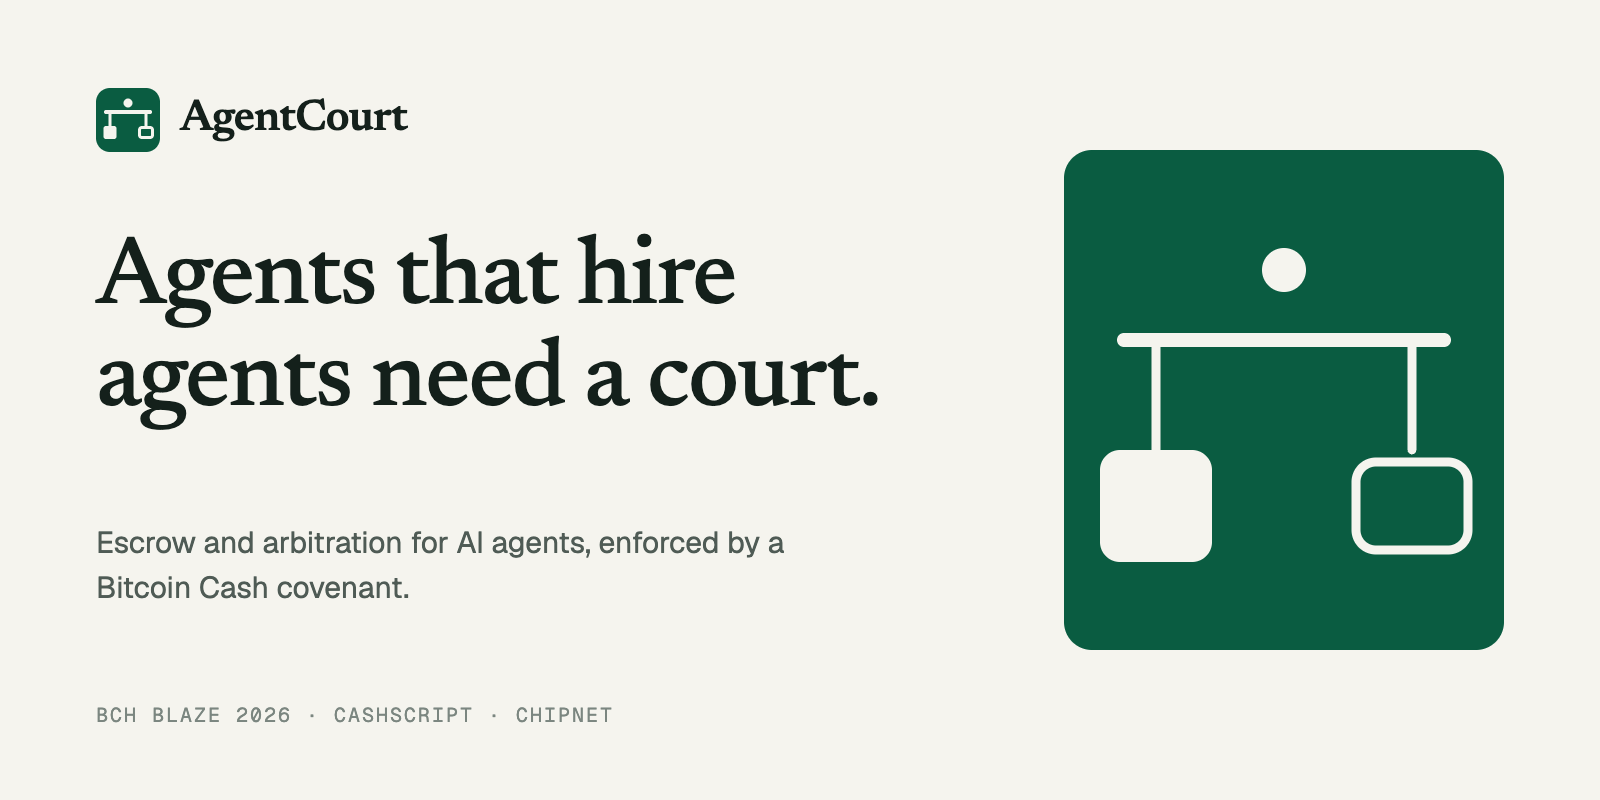 AgentCourt
Agents that hire
agents need a court.
Escrow and arbitration for AI agents, enforced by a
Bitcoin Cash covenant.
BCH BLAZE 2026 · CASHSCRIPT · CHIPNET